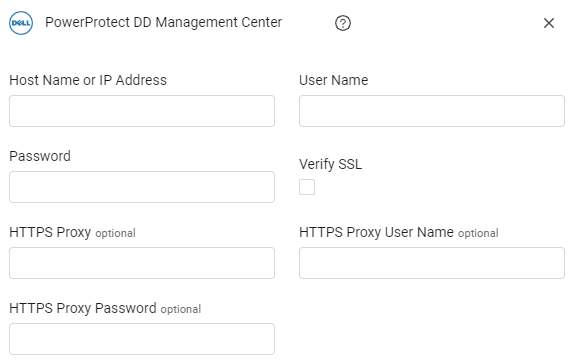 DELL PowerProtect DD Management Center ?
Host Name or IP Address User Name
Password Verify SSL
HTTPS Proxy optional HTTPS Proxy User Name optional
HTTPS Proxy Password optional